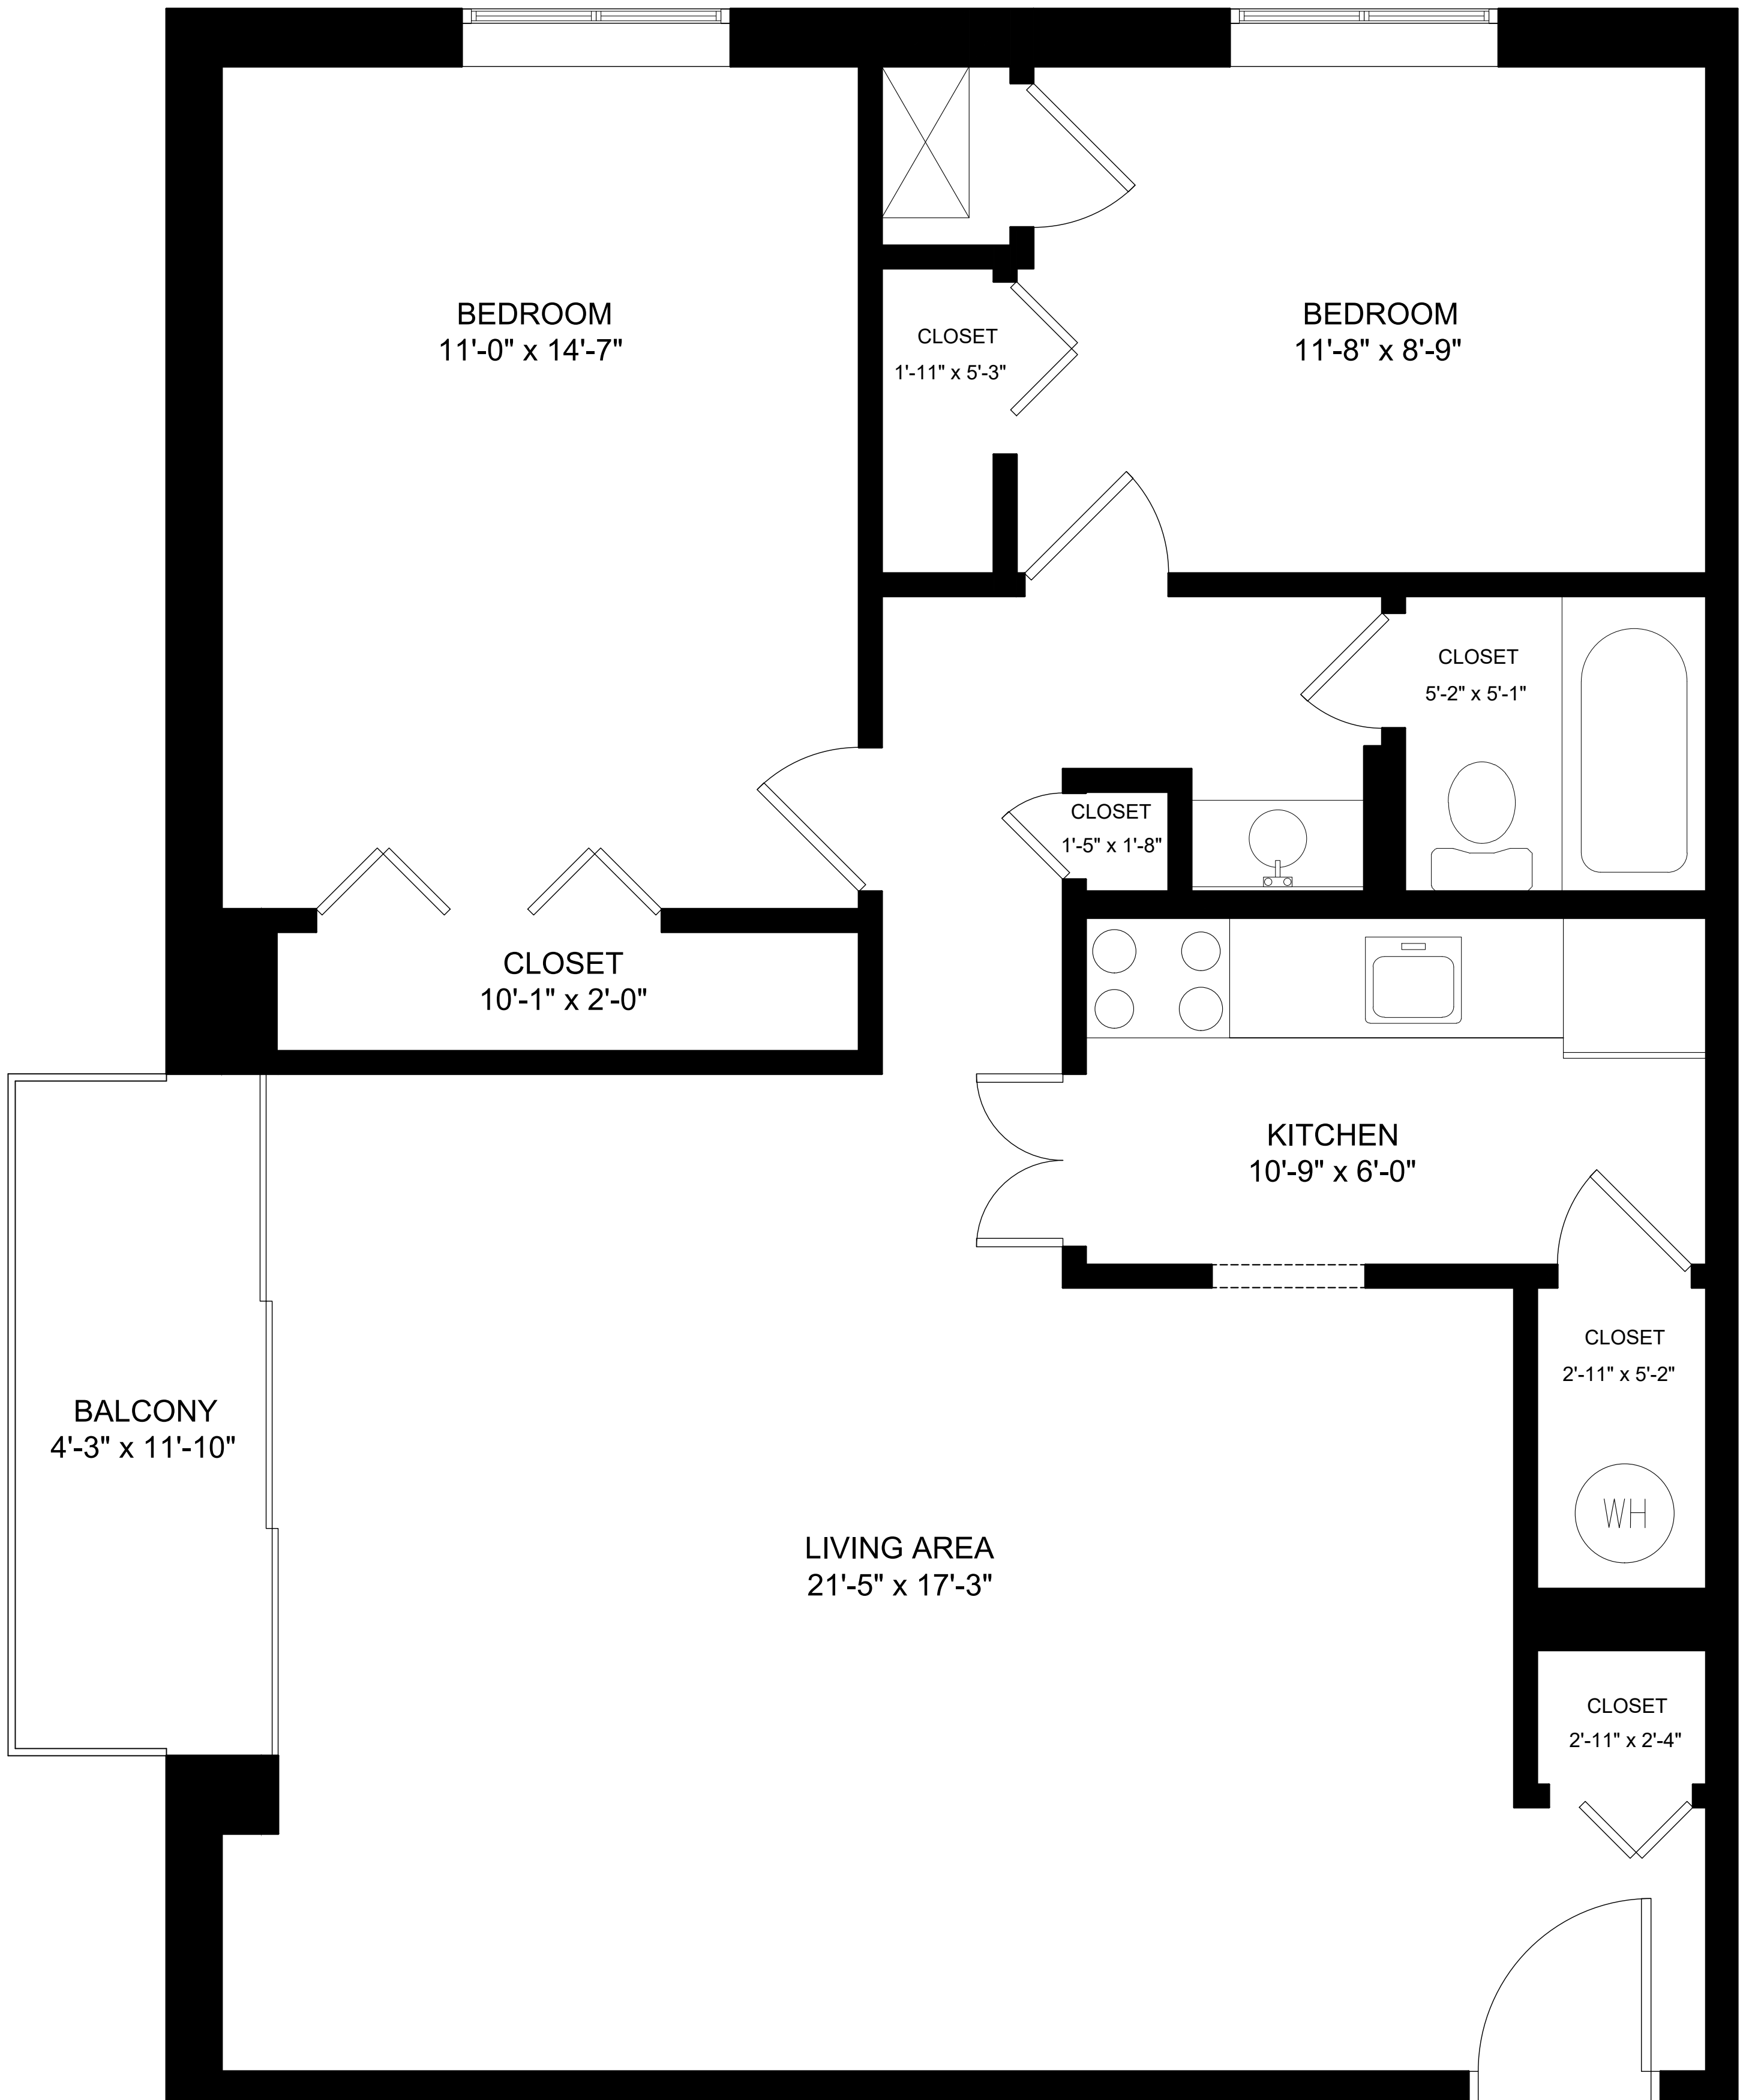 BEDROOM
11'-0" x 14'-7"
BEDROOM
11'-8" x 8'-9"
CLOSET
1'-11" x 5'-3"
CLOSET
5'-2" x 5'-1"
CLOSET
1'-5" x 1'-8"
CLOSET
10'-1" x 2'-0"
KITCHEN
10'-9" x 6'-0"
CLOSET
2'-11" x 5'-2"
BALCONY
4'-3" x 11'-10"
WH
LIVING AREA
21'-5" x 17'-3"
CLOSET
2'-11" x 2'-4"